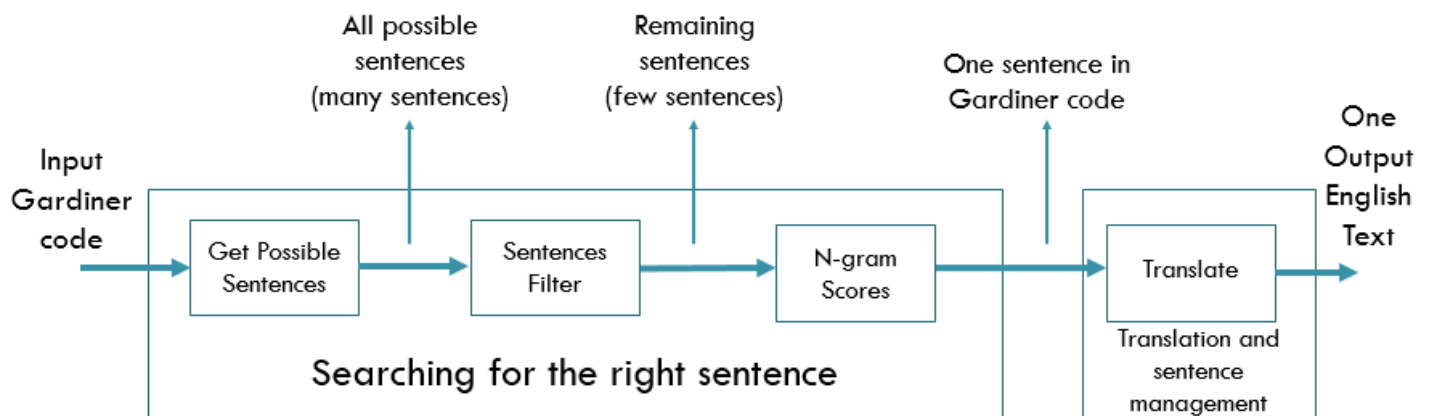 All possible
sentences
(many sentences)
Remaining
sentences
(few sentences)
One sentence in
Gardiner code
One
Output
English
Text
Input
Gardiner
code
Get Possible
Sentences
Sentences
Filter
N-gram
Scores
Translate
Searching for the right sentence
Translation and
sentence
management